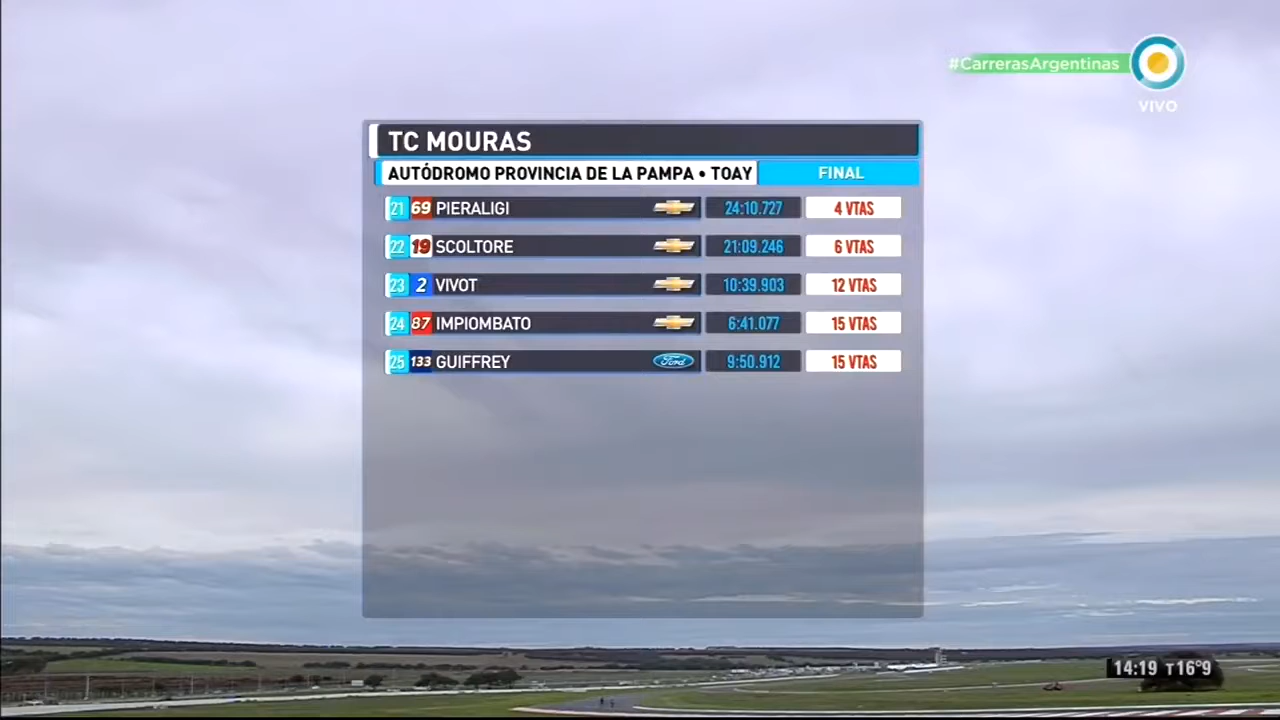 #CarrerasArgentinas
VIVO
TC MOURAS
AUTÓDROMO PROVINCIA DE LA PAMPA • TOAY FINAL
21 69 PIERALIGI 24:10.727 4 VTAS
22 19 SCOLTORE 21:09.246 6 VTAS
23 2 VIVOT 10:39.903 12 VTAS
24 87 IMPIOMBATO 6:41.077 15 VTAS
25 133 GUIFFREY Ford 9:50.912 15 VTAS
14:19 T16°9